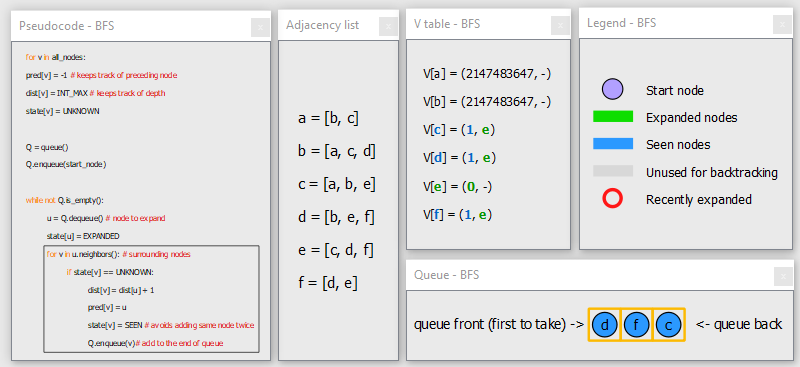 Pseudocode - BFS
for v in all_nodes:
pred[v] = -1 # keeps track of preceding node
dist[v] = INT_MAX # keeps track of depth
state[v] = UNKNOWN
Q = queue()
Q.enqueue(start_node)
while not Q.is_empty():
u = Q.dequeue() # node to expand
state[u] = EXPANDED
for v in u.neighbors(): # surrounding nodes
if state[v] == UNKNOWN:
dist[v] = dist[u] + 1
pred[v] = u
state[v] = SEEN # avoids adding same node twice
Q.enqueue(v) # add to the end of queue
Adjacency list
a = [b, c]
b = [a, c, d]
c = [a, b, e]
d = [b, e, f]
e = [c, d, f]
f = [d, e]
V table - BFS
V[a] = (2147483647, -)
V[b] = (2147483647, -)
V[c] = (1, e)
V[d] = (1, e)
V[e] = (0, -)
V[f] = (1, e)
Legend - BFS
Start node
Expanded nodes
Seen nodes
Unused for backtracking
Recently expanded
Queue - BFS
queue front (first to take) -> d f c <- queue back